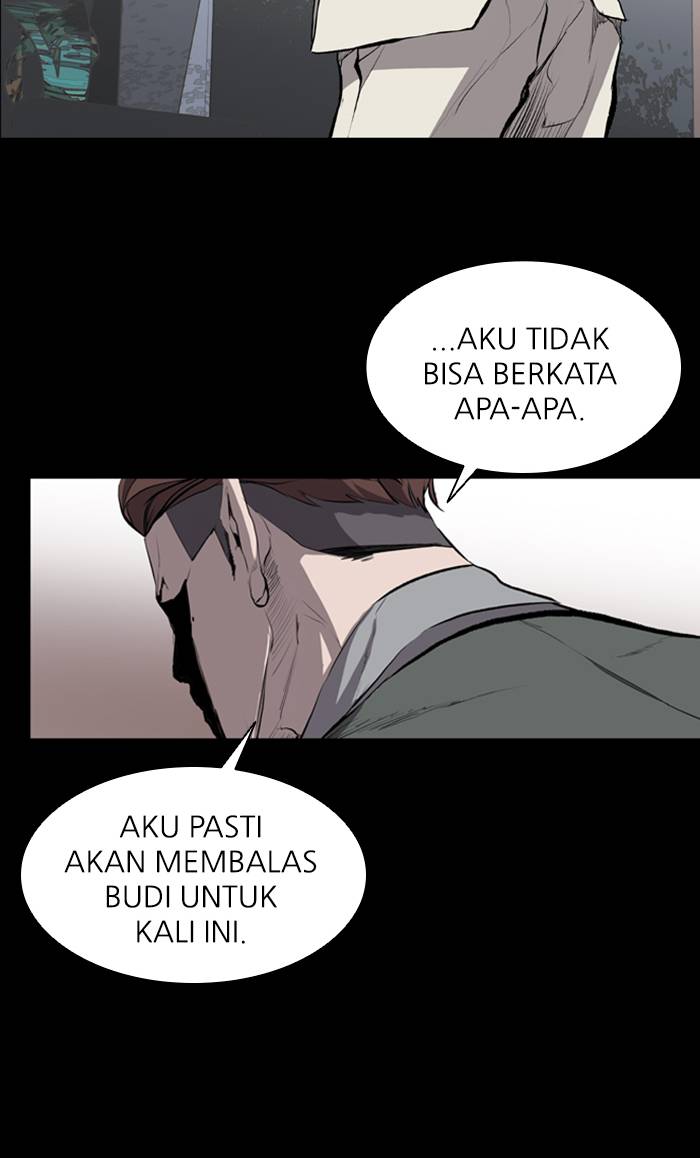 ...AKU TIDAK
BISA BERKATA
APA-APA.
AKU PASTI
AKAN MEMBALAS
BUDI UNTUK
KALI INI.